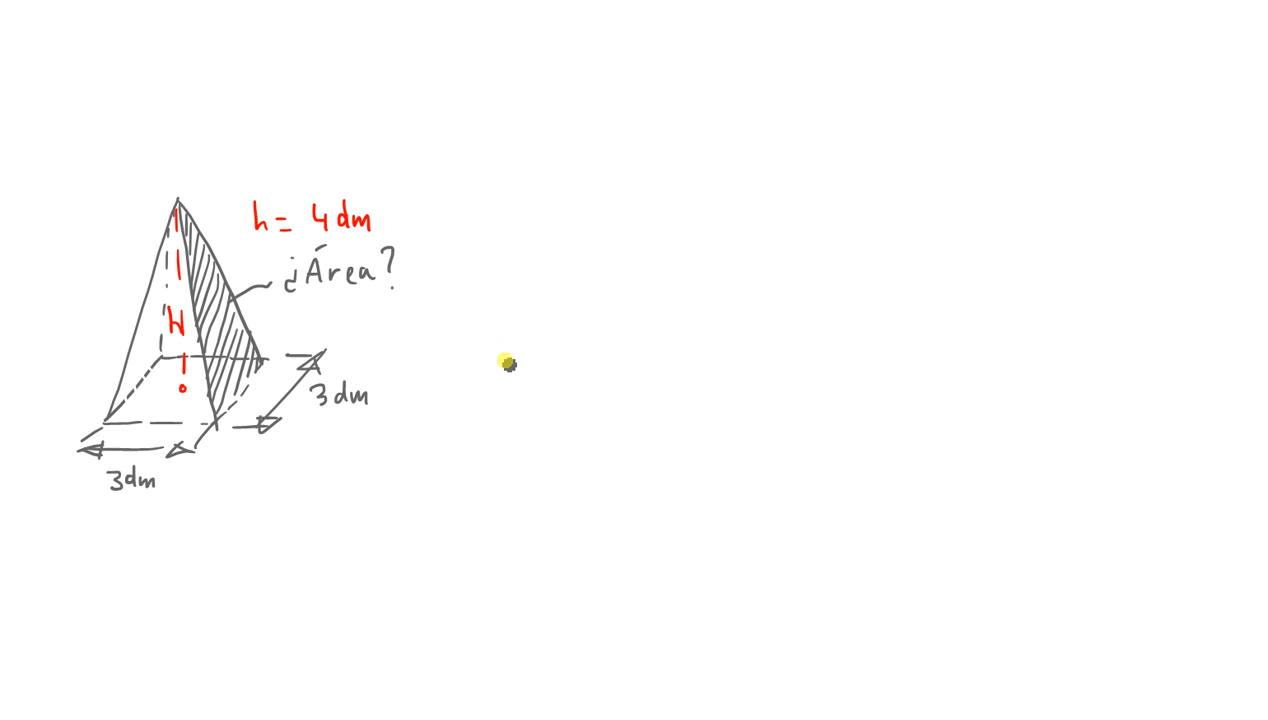 h = 4 dm
¿Área?
h
3 dm
3dm